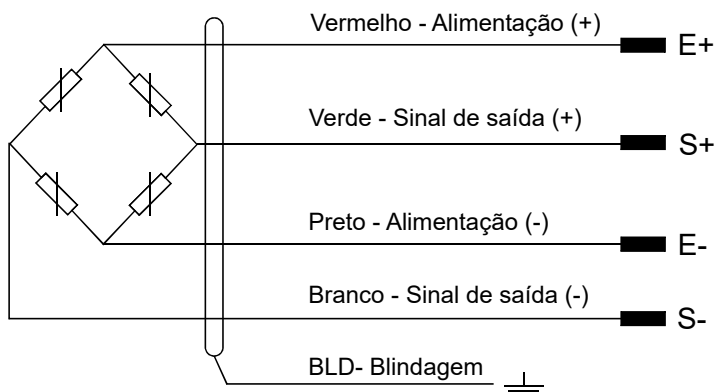 Vermelho - Alimentação (+)
E+
Verde - Sinal de saída (+)
S+
Preto - Alimentação (-)
E-
Branco - Sinal de saída (-)
S-
BLD- Blindagem